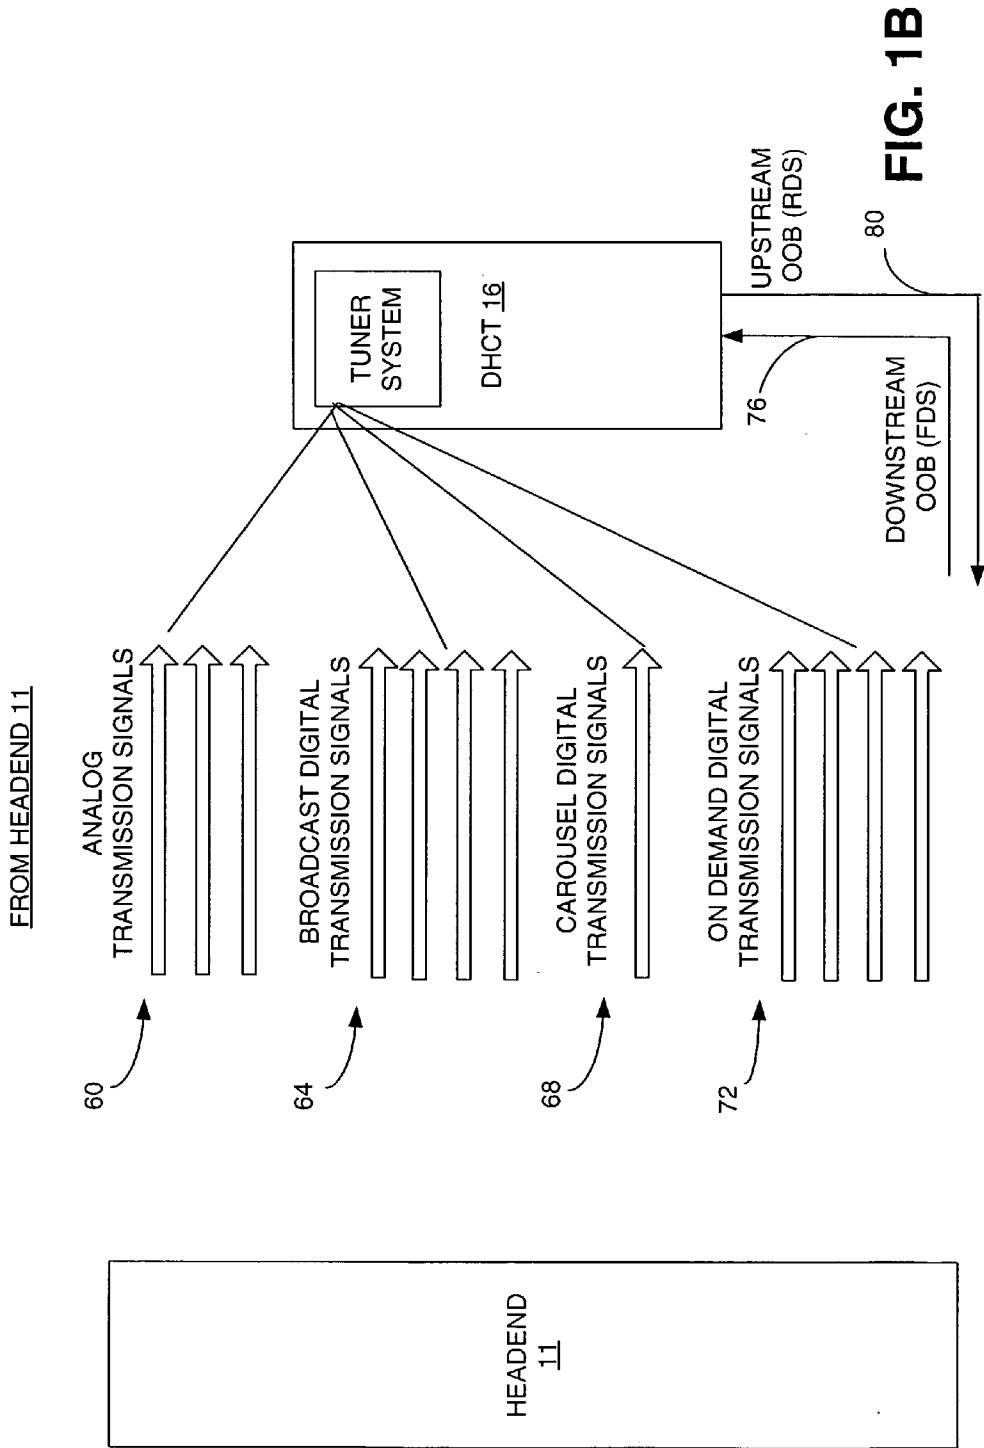 FROM HEADEND 11
ANALOG
TRANSMISSION SIGNALS
60
BROADCAST DIGITAL
TRANSMISSION SIGNALS
64
CAROUSEL DIGITAL
TRANSMISSION SIGNALS
68
ON DEMAND DIGITAL
TRANSMISSION SIGNALS
72
HEADEND
11
TUNER
SYSTEM
DHCT 16
76
DOWNSTREAM
OOB (FDS)
UPSTREAM
OOB (RDS)
80
FIG. 1B